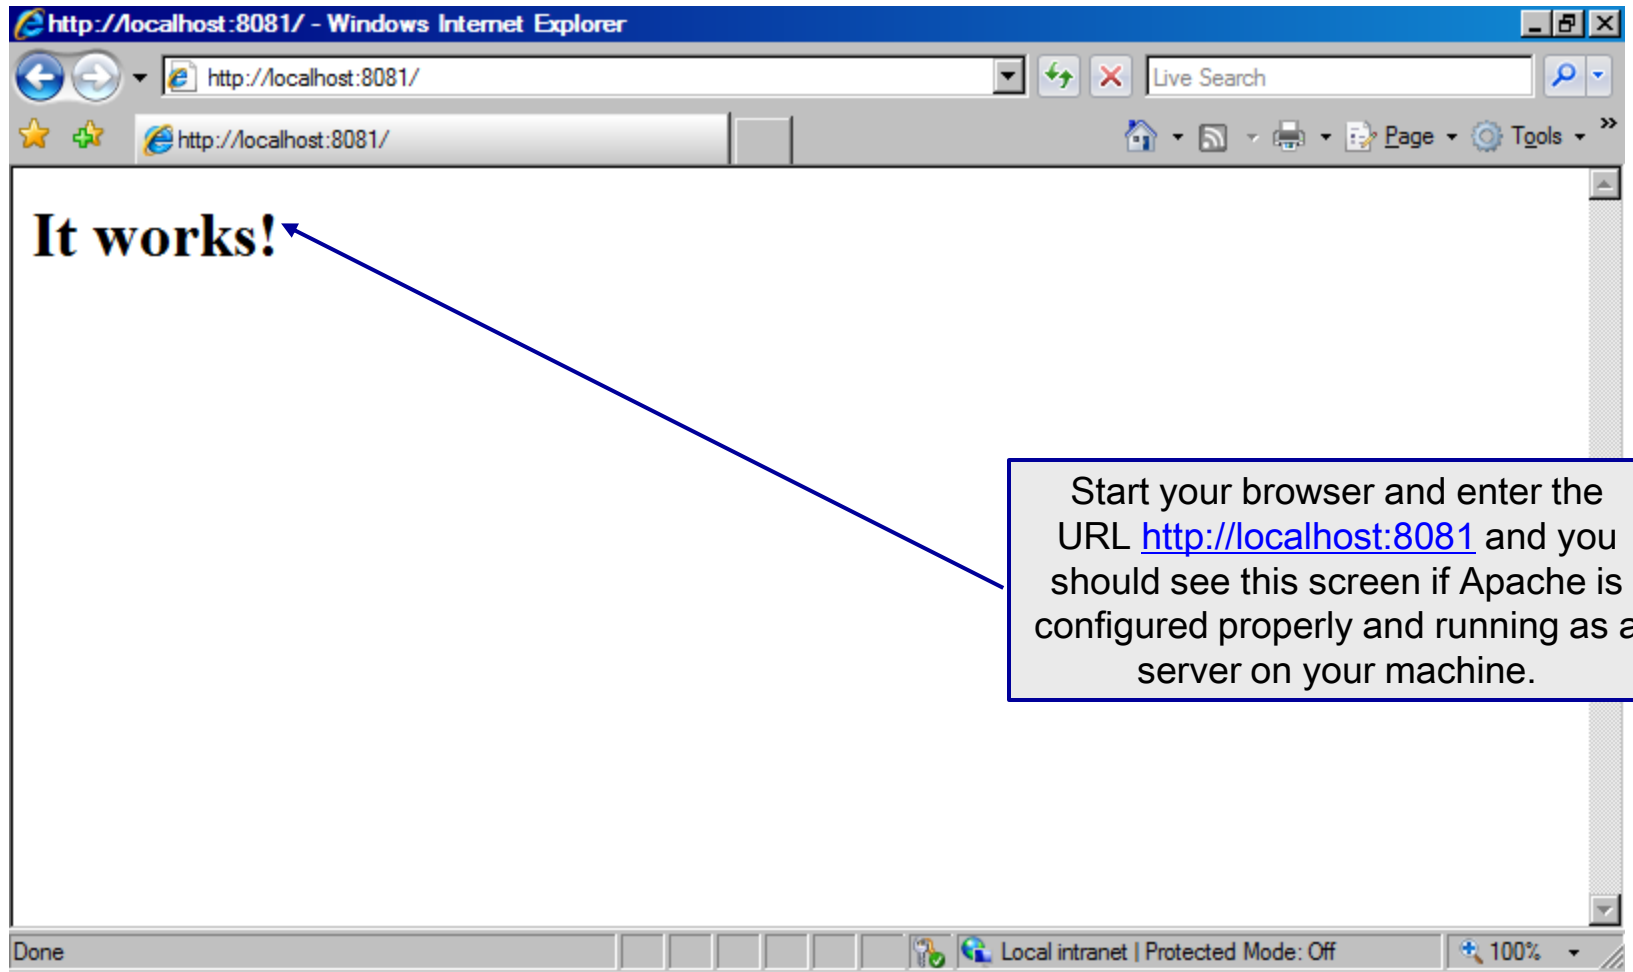 http://localhost:8081/ - Windows Internet Explorer
http://localhost:8081/
Live Search
http://localhost:8081/
Page
Tools
»
It works!
Start your browser and enter the
URL http://localhost:8081 and you
should see this screen if Apache is
configured properly and running as a
server on your machine.
Done
Local intranet | Protected Mode: Off
100%